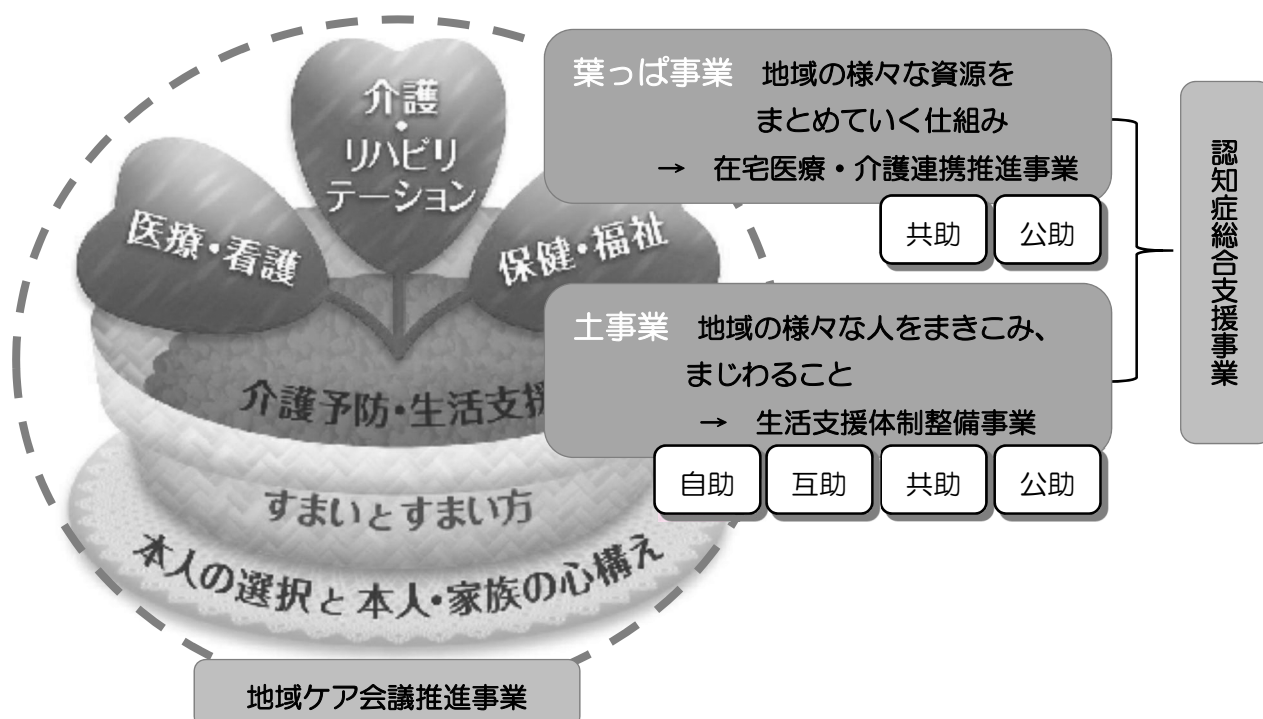 介護
・
リハビリ
テーション
医療・看護
保健・福祉
介護予防・生活支援
すまいとすまい方
本人の選択と本人・家族の心構え
地域ケア会議推進事業
葉っぱ事業 地域の様々な資源を
まとめていく仕組み
→ 在宅医療・介護連携推進事業
共助 公助
土事業 地域の様々な人をまきこみ、
まじわること
→ 生活支援体制整備事業
自助 互助 共助 公助
認知症総合支援事業